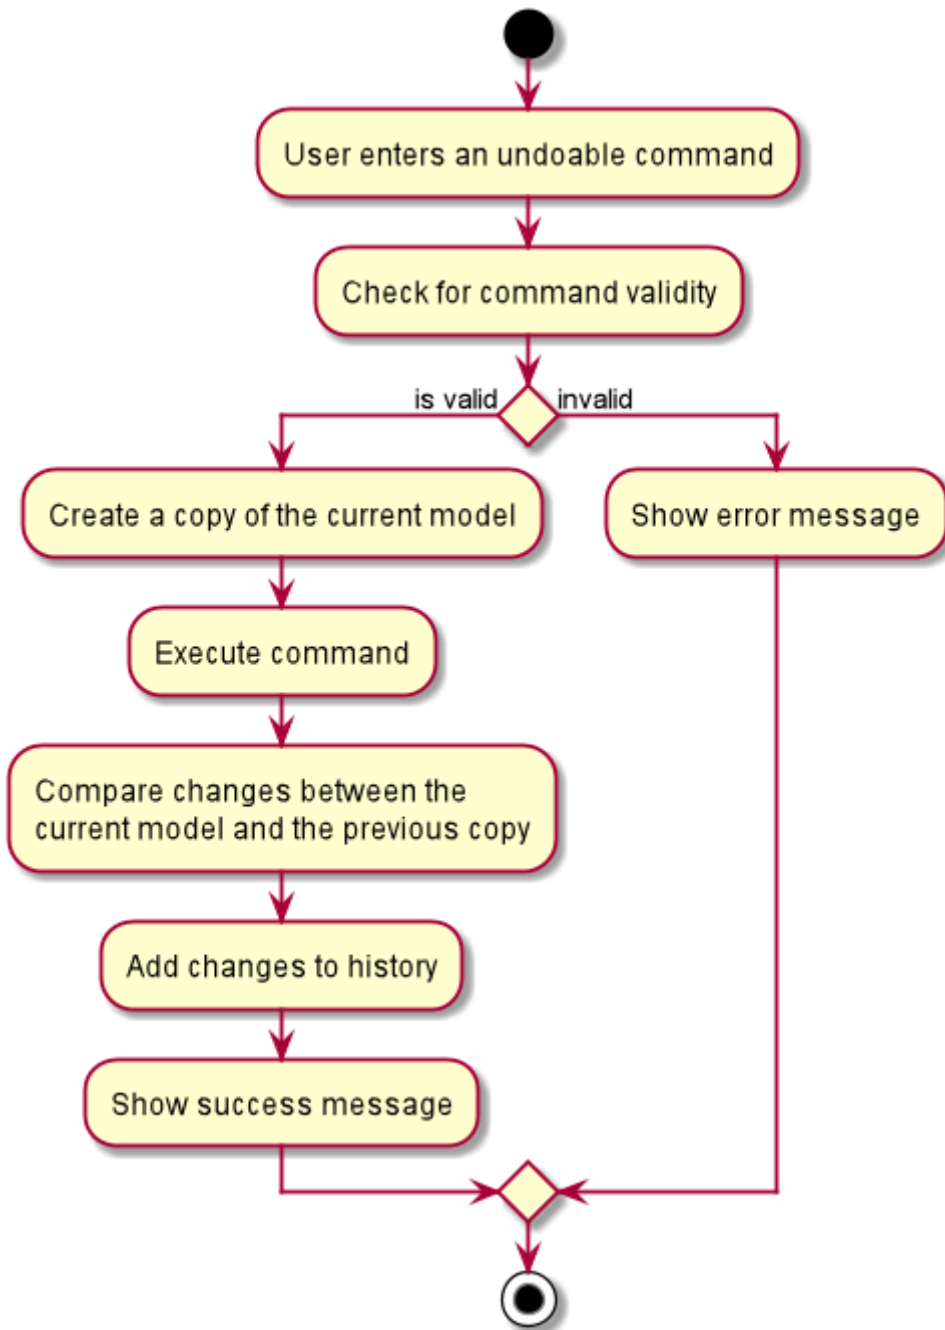 User enters an undoable command
Check for command validity
is valid
invalid
Create a copy of the current model
Show error message
Execute command
Compare changes between the
current model and the previous copy
Add changes to history
Show success message